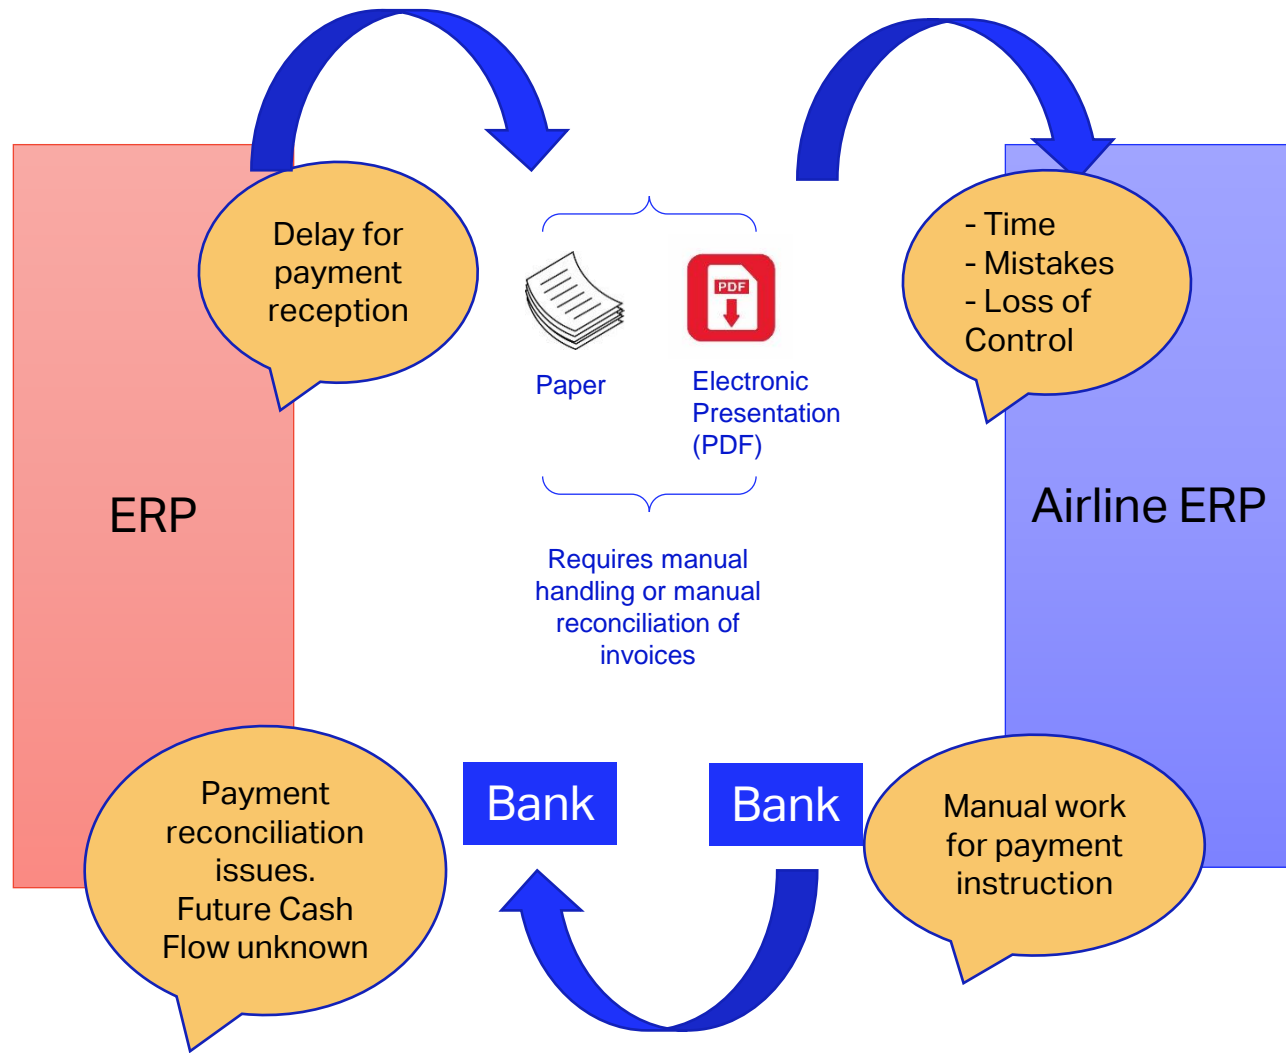 Delay for
payment
reception
- Time
- Mistakes
- Loss of
Control
PDF
Paper
Electronic
Presentation
(PDF)
ERP
Airline ERP
Requires manual
handling or manual
reconciliation of
invoices
Payment
reconciliation
issues.
Future Cash
Flow unknown
Bank
Bank
Manual work
for payment
instruction